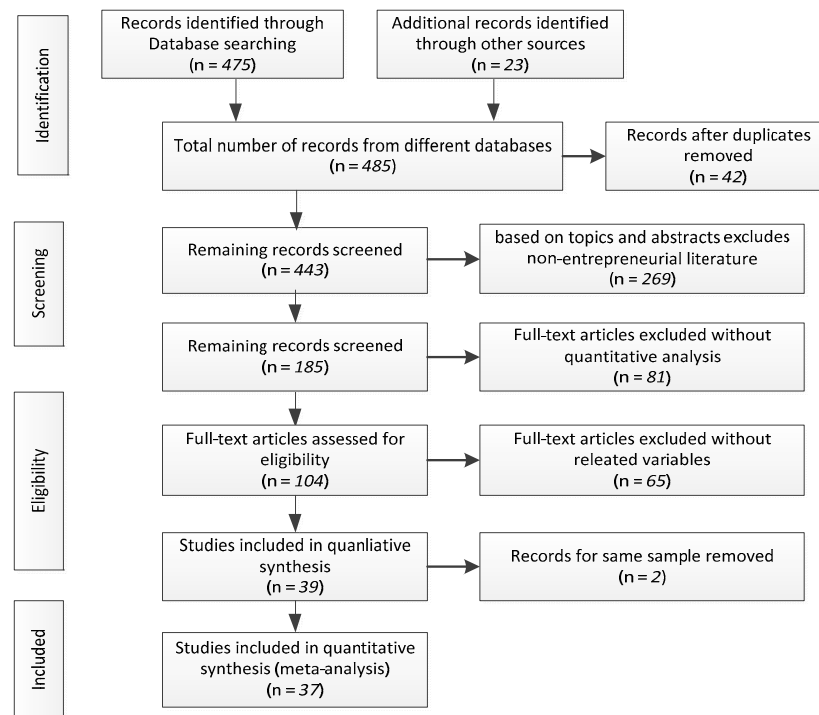 Identification
Records identified through
Database searching
(n = 475)
Additional records identified
through other sources
(n = 23)
Total number of records from different databases
(n = 485)
Records after duplicates
removed
(n = 42)
Screening
Remaining records screened
(n = 443)
based on topics and abstracts excludes
non-entrepreneurial literature
(n = 269)
Remaining records screened
(n = 185)
Full-text articles excluded without
quantitative analysis
(n = 81)
Eligibility
Full-text articles assessed for
eligibility
(n = 104)
Full-text articles excluded without
releated variables
(n = 65)
Studies included in quanliative
synthesis
(n = 39)
Records for same sample removed
(n = 2)
Included
Studies included in quantitative
synthesis (meta-analysis)
(n = 37)